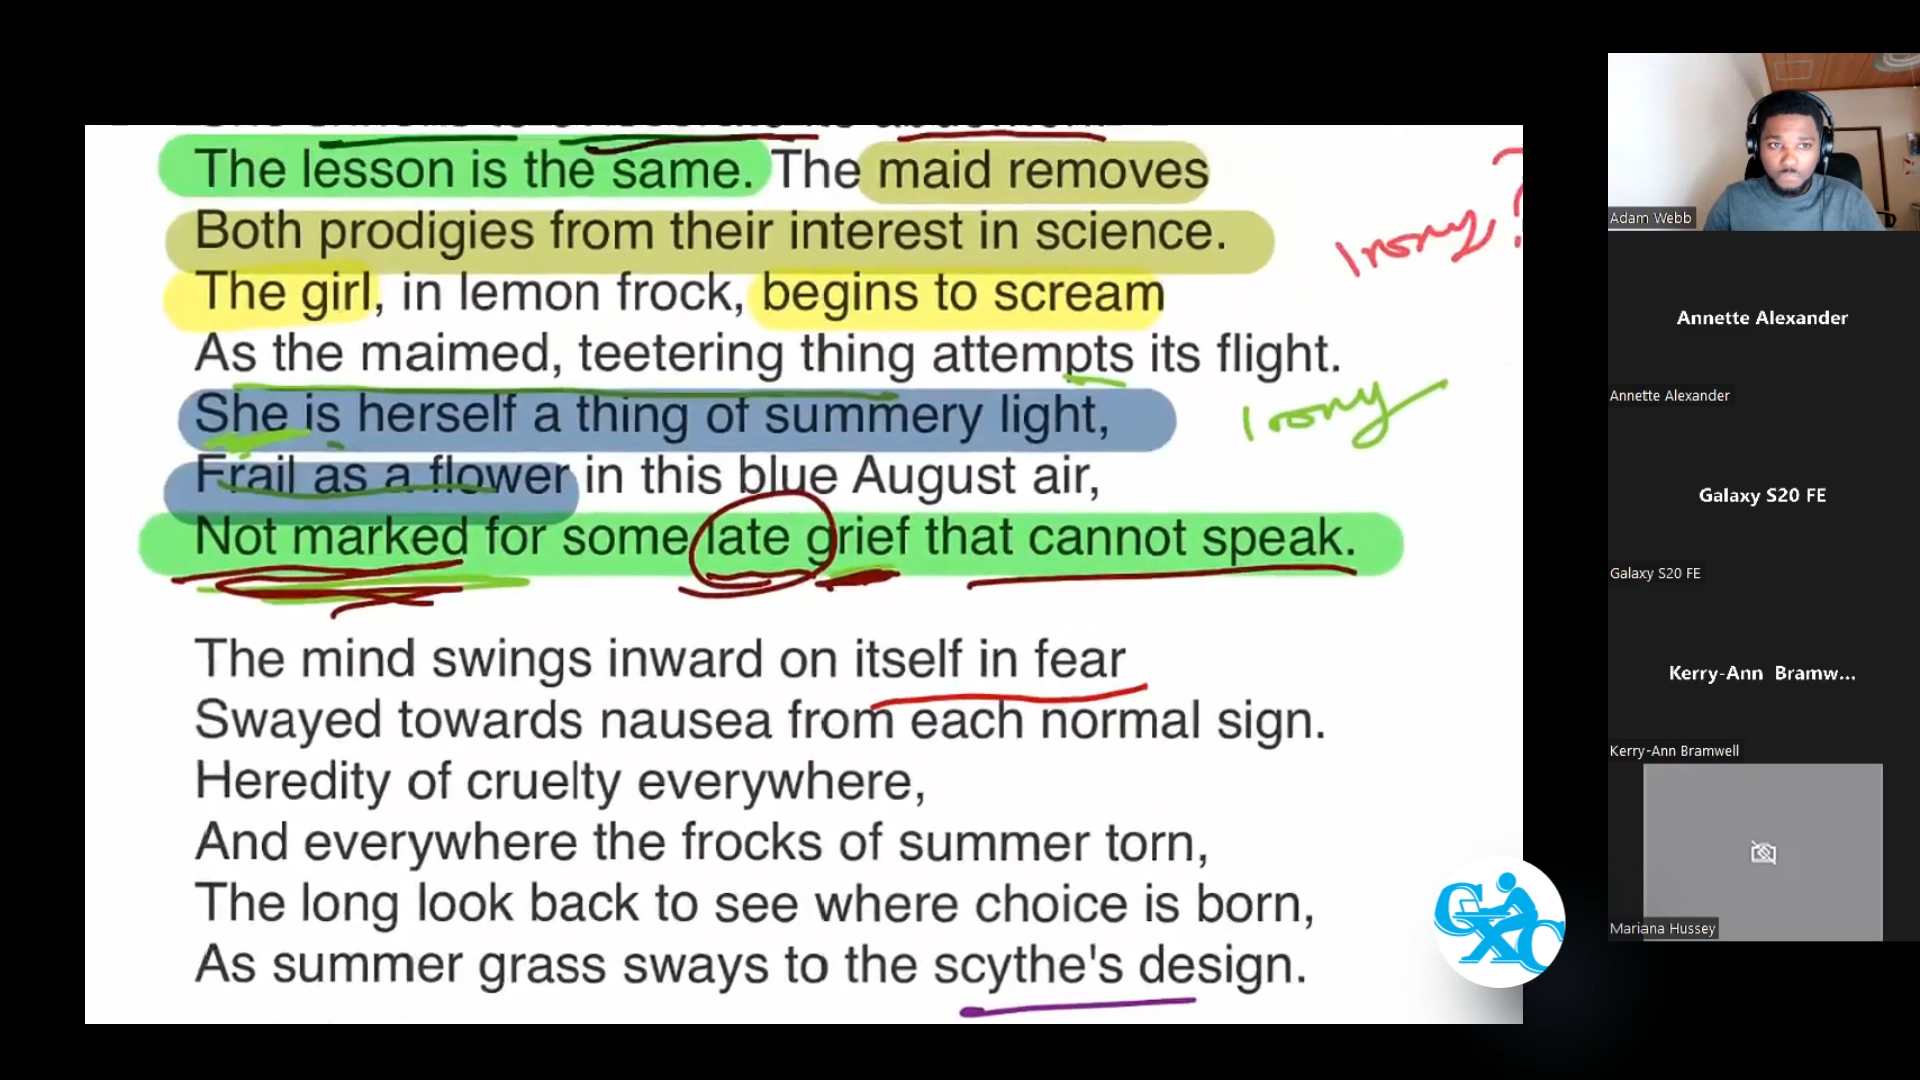 The lesson is the same. The maid removes
Both prodigies from their interest in science.
Irony?
The girl, in lemon frock, begins to scream
As the maimed, teetering thing attempts its flight.
She is herself a thing of summery light,
Irony
Frail as a flower in this blue August air,
Not marked for some late grief that cannot speak.
The mind swings inward on itself in fear
Swayed towards nausea from each normal sign.
Heredity of cruelty everywhere,
And everywhere the frocks of summer torn,
The long look back to see where choice is born,
As summer grass sways to the scythe's design.
CXC
Adam Webb
Annette Alexander
Annette Alexander
Galaxy S20 FE
Galaxy S20 FE
Kerry-Ann Bramw...
Kerry-Ann Bramwell
Mariana Hussey